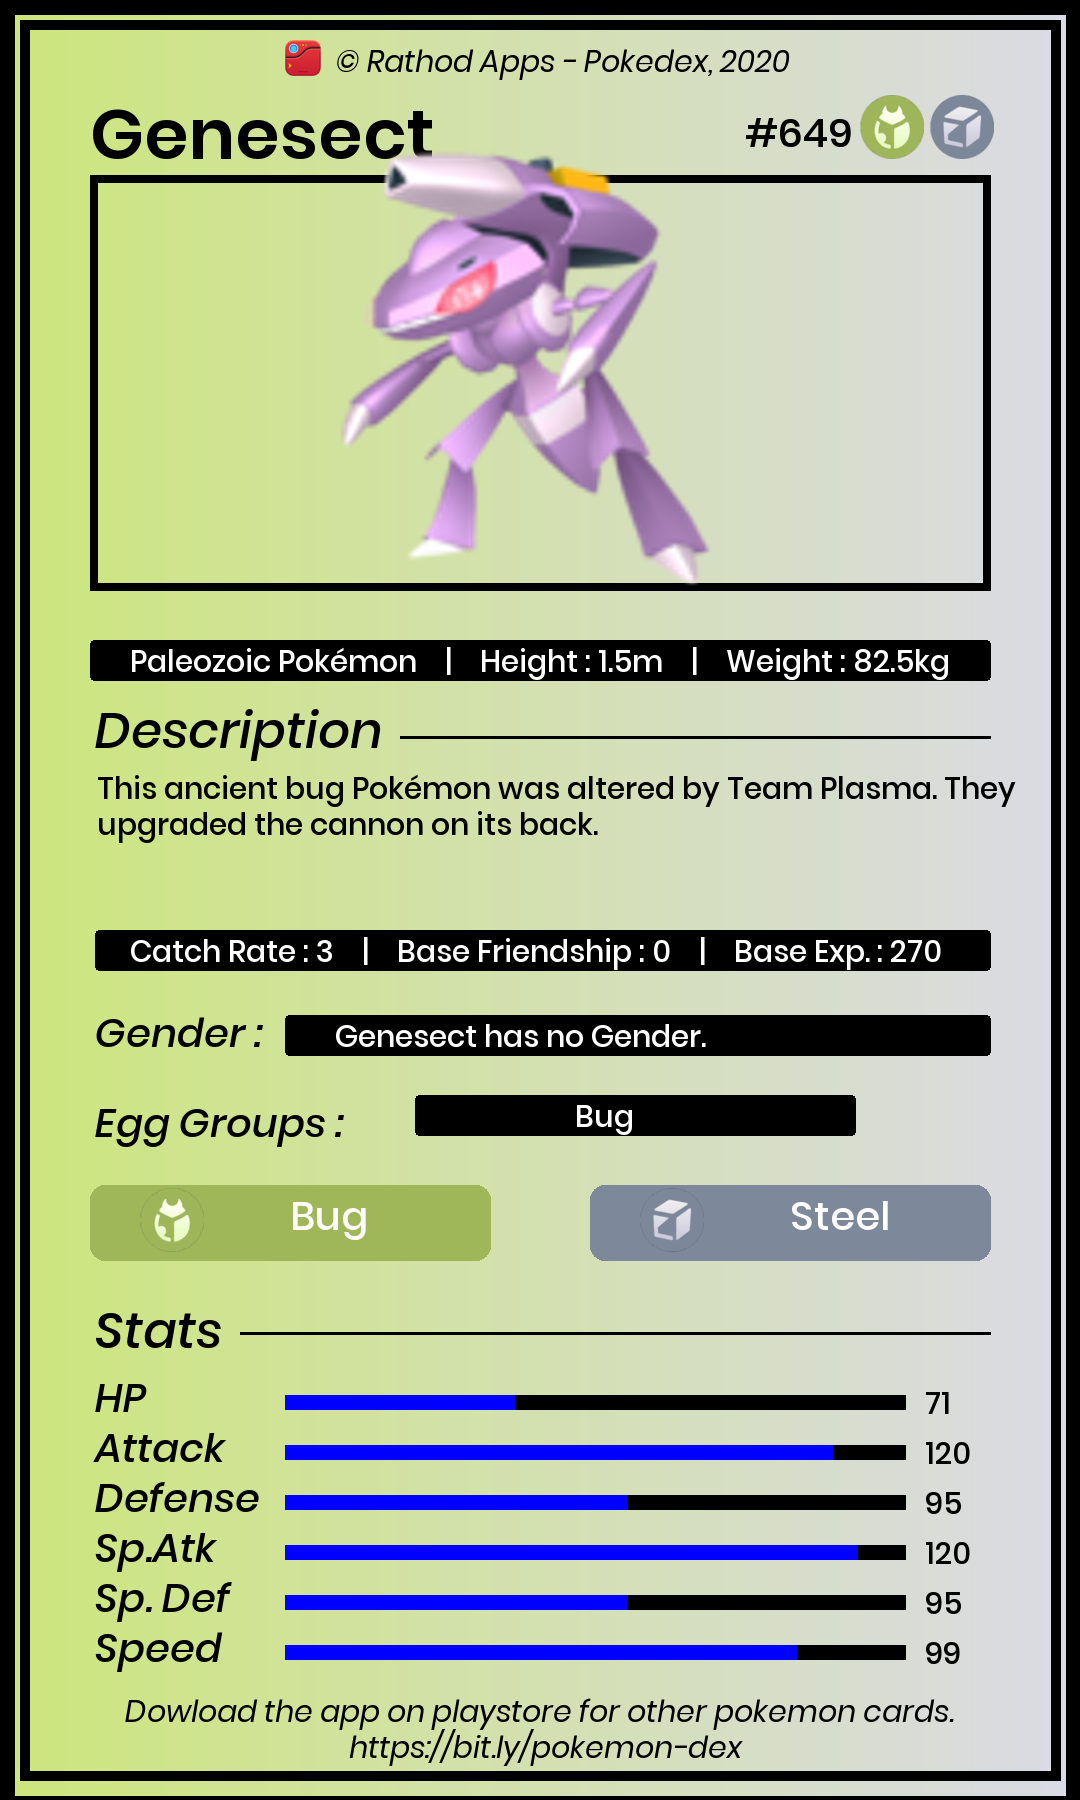 © Rathod Apps - Pokedex, 2020
Genesect #649
Paleozoic Pokémon | Height : 1.5m | Weight : 82.5kg
Description
This ancient bug Pokémon was altered by Team Plasma. They
upgraded the cannon on its back.
Catch Rate : 3 | Base Friendship : 0 | Base Exp. : 270
Gender : Genesect has no Gender.
Egg Groups : Bug
Bug Steel
Stats
HP 71
Attack 120
Defense 95
Sp.Atk 120
Sp. Def 95
Speed 99
Dowload the app on playstore for other pokemon cards.
https://bit.ly/pokemon-dex